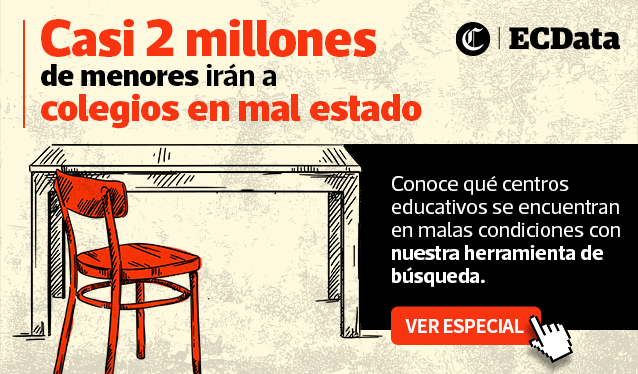 Casi 2 millones
de menores irán a
colegios en mal estado
ECData
Conoce qué centros
educativos se encuentran
en malas condiciones con
nuestra herramienta de
búsqueda.
VER ESPECIAL